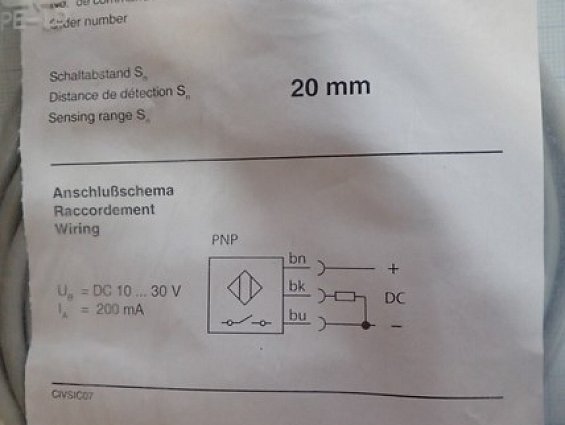 Order number
Schaltabstand Sn
Distance de détection Sn
Sensing range Sn
20 mm
Anschlußschema
Raccordement
Wiring
PNP
bn
+
UB = DC 10 ... 30 V
bk
DC
IA = 200 mA
bu
–
CIVSIC07